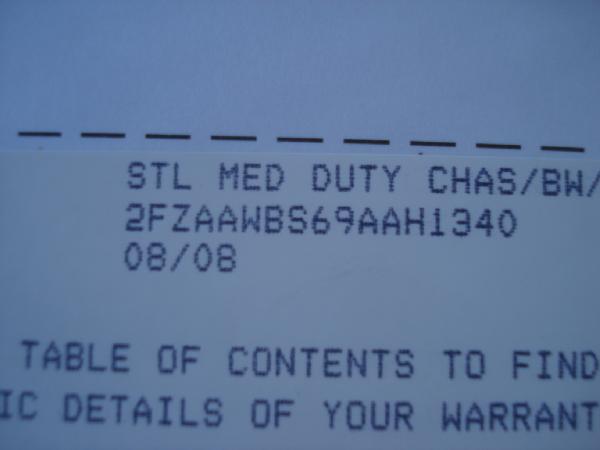 STL MED DUTY CHAS/BW/
2FZAAWBS69AAH1340
08/08
TABLE OF CONTENTS TO FIND
IC DETAILS OF YOUR WARRANT